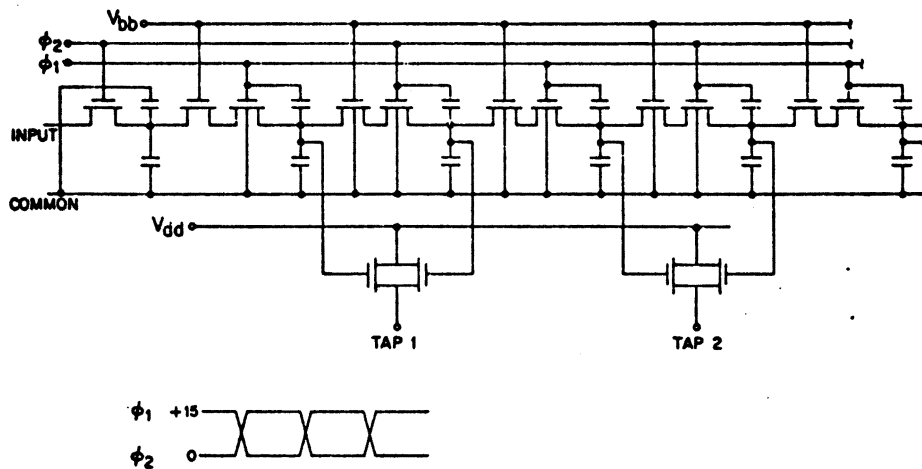 Vbb
ϕ2
ϕ1
INPUT
COMMON
Vdd
TAP 1
TAP 2
ϕ1 +15
ϕ2 0